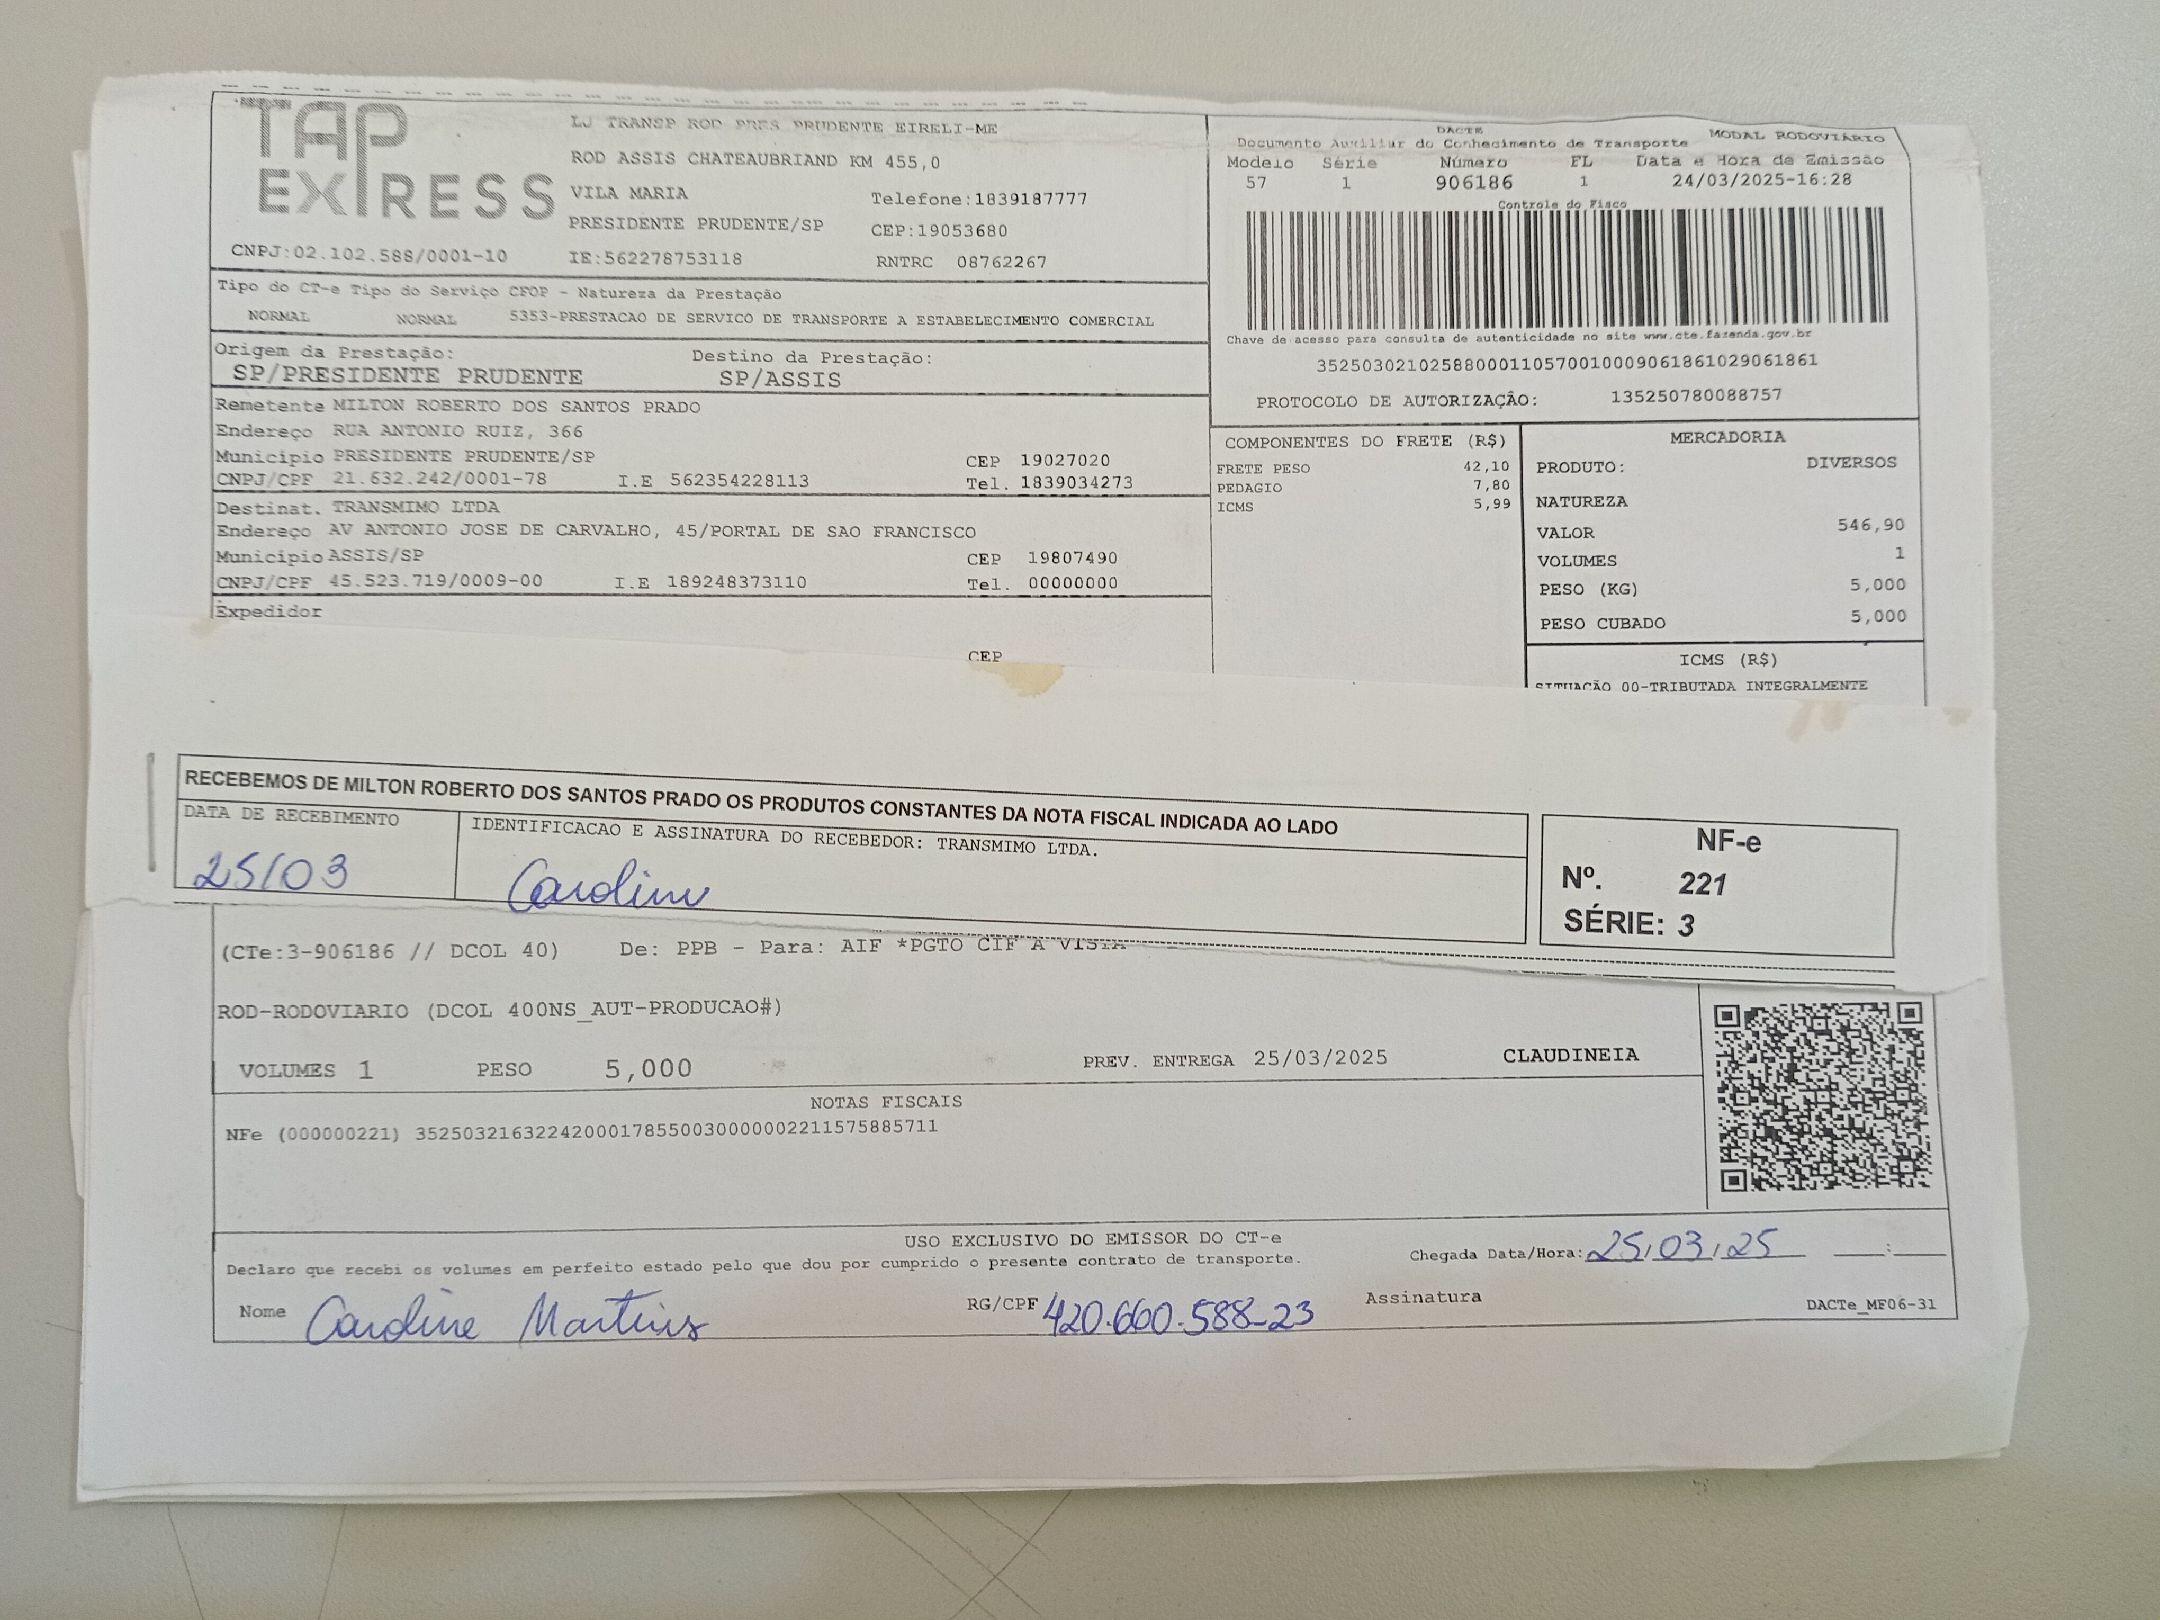 TAP
EXPRESS
LJ TRANSP ROD PRES PRUDENTE EIRELI-ME
ROD ASSIS CHATEAUBRIAND KM 455,0
VILA MARIA Telefone:1839187777
PRESIDENTE PRUDENTE/SP CEP:19053680
CNPJ:02.102.588/0001-10 IE:562278753118 RNTRC 08762267
DACTE MODAL RODOVIÁRIO
Documento Auxiliar do Conhecimento de Transporte
Modelo Série Número FL Data e Hora de Emissão
57 1 906186 1 24/03/2025-16:28
Controle do Fisco
Chave de acesso para consulta de autenticidade no site www.cte.fazenda.gov.br
35250302102588000110570010009061861029061861
PROTOCOLO DE AUTORIZAÇÃO: 135250780088757
Tipo do CT-e Tipo do Serviço CFOP - Natureza da Prestação
NORMAL NORMAL 5353-PRESTACAO DE SERVICO DE TRANSPORTE A ESTABELECIMENTO COMERCIAL
Origem da Prestação: Destino da Prestação:
SP/PRESIDENTE PRUDENTE SP/ASSIS
Remetente MILTON ROBERTO DOS SANTOS PRADO
Endereço RUA ANTONIO RUIZ, 366
Municipio PRESIDENTE PRUDENTE/SP CEP 19027020
CNPJ/CPF 21.632.242/0001-78 I.E 562354228113 Tel. 1839034273
Destinat. TRANSMIMO LTDA
Endereço AV ANTONIO JOSE DE CARVALHO, 45/PORTAL DE SAO FRANCISCO
Municipio ASSIS/SP CEP 19807490
CNPJ/CPF 45.523.719/0009-00 I.E 189248373110 Tel. 00000000
Expedidor
CEP
COMPONENTES DO FRETE (R$)
FRETE PESO 42,10
PEDAGIO 7,80
ICMS 5,99
MERCADORIA
PRODUTO: DIVERSOS
NATUREZA
VALOR 546,90
VOLUMES 1
PESO (KG) 5,000
PESO CUBADO 5,000
ICMS (R$)
SITUAÇÃO 00-TRIBUTADA INTEGRALMENTE
RECEBEMOS DE MILTON ROBERTO DOS SANTOS PRADO OS PRODUTOS CONSTANTES DA NOTA FISCAL INDICADA AO LADO
DATA DE RECEBIMENTO IDENTIFICACAO E ASSINATURA DO RECEBEDOR: TRANSMIMO LTDA.
25/03 Caroline
NF-e
Nº. 221
SÉRIE: 3
(CTe:3-906186 // DCOL 40) De: PPB - Para: AIF *PGTO CIF A VISTA
ROD-RODOVIARIO (DCOL 400NS_AUT-PRODUCAO#)
VOLUMES 1 PESO 5,000 PREV. ENTREGA 25/03/2025 CLAUDINEIA
NOTAS FISCAIS
NFe (000000221) 35250321632242000178550030000002211575885711
USO EXCLUSIVO DO EMISSOR DO CT-e
Declaro que recebi os volumes em perfeito estado pelo que dou por cumprido o presente contrato de transporte. Chegada Data/Hora: 25/03/25 __:__
Nome Caroline Martins RG/CPF 420.660.588-23 Assinatura DACTe_MF06-31